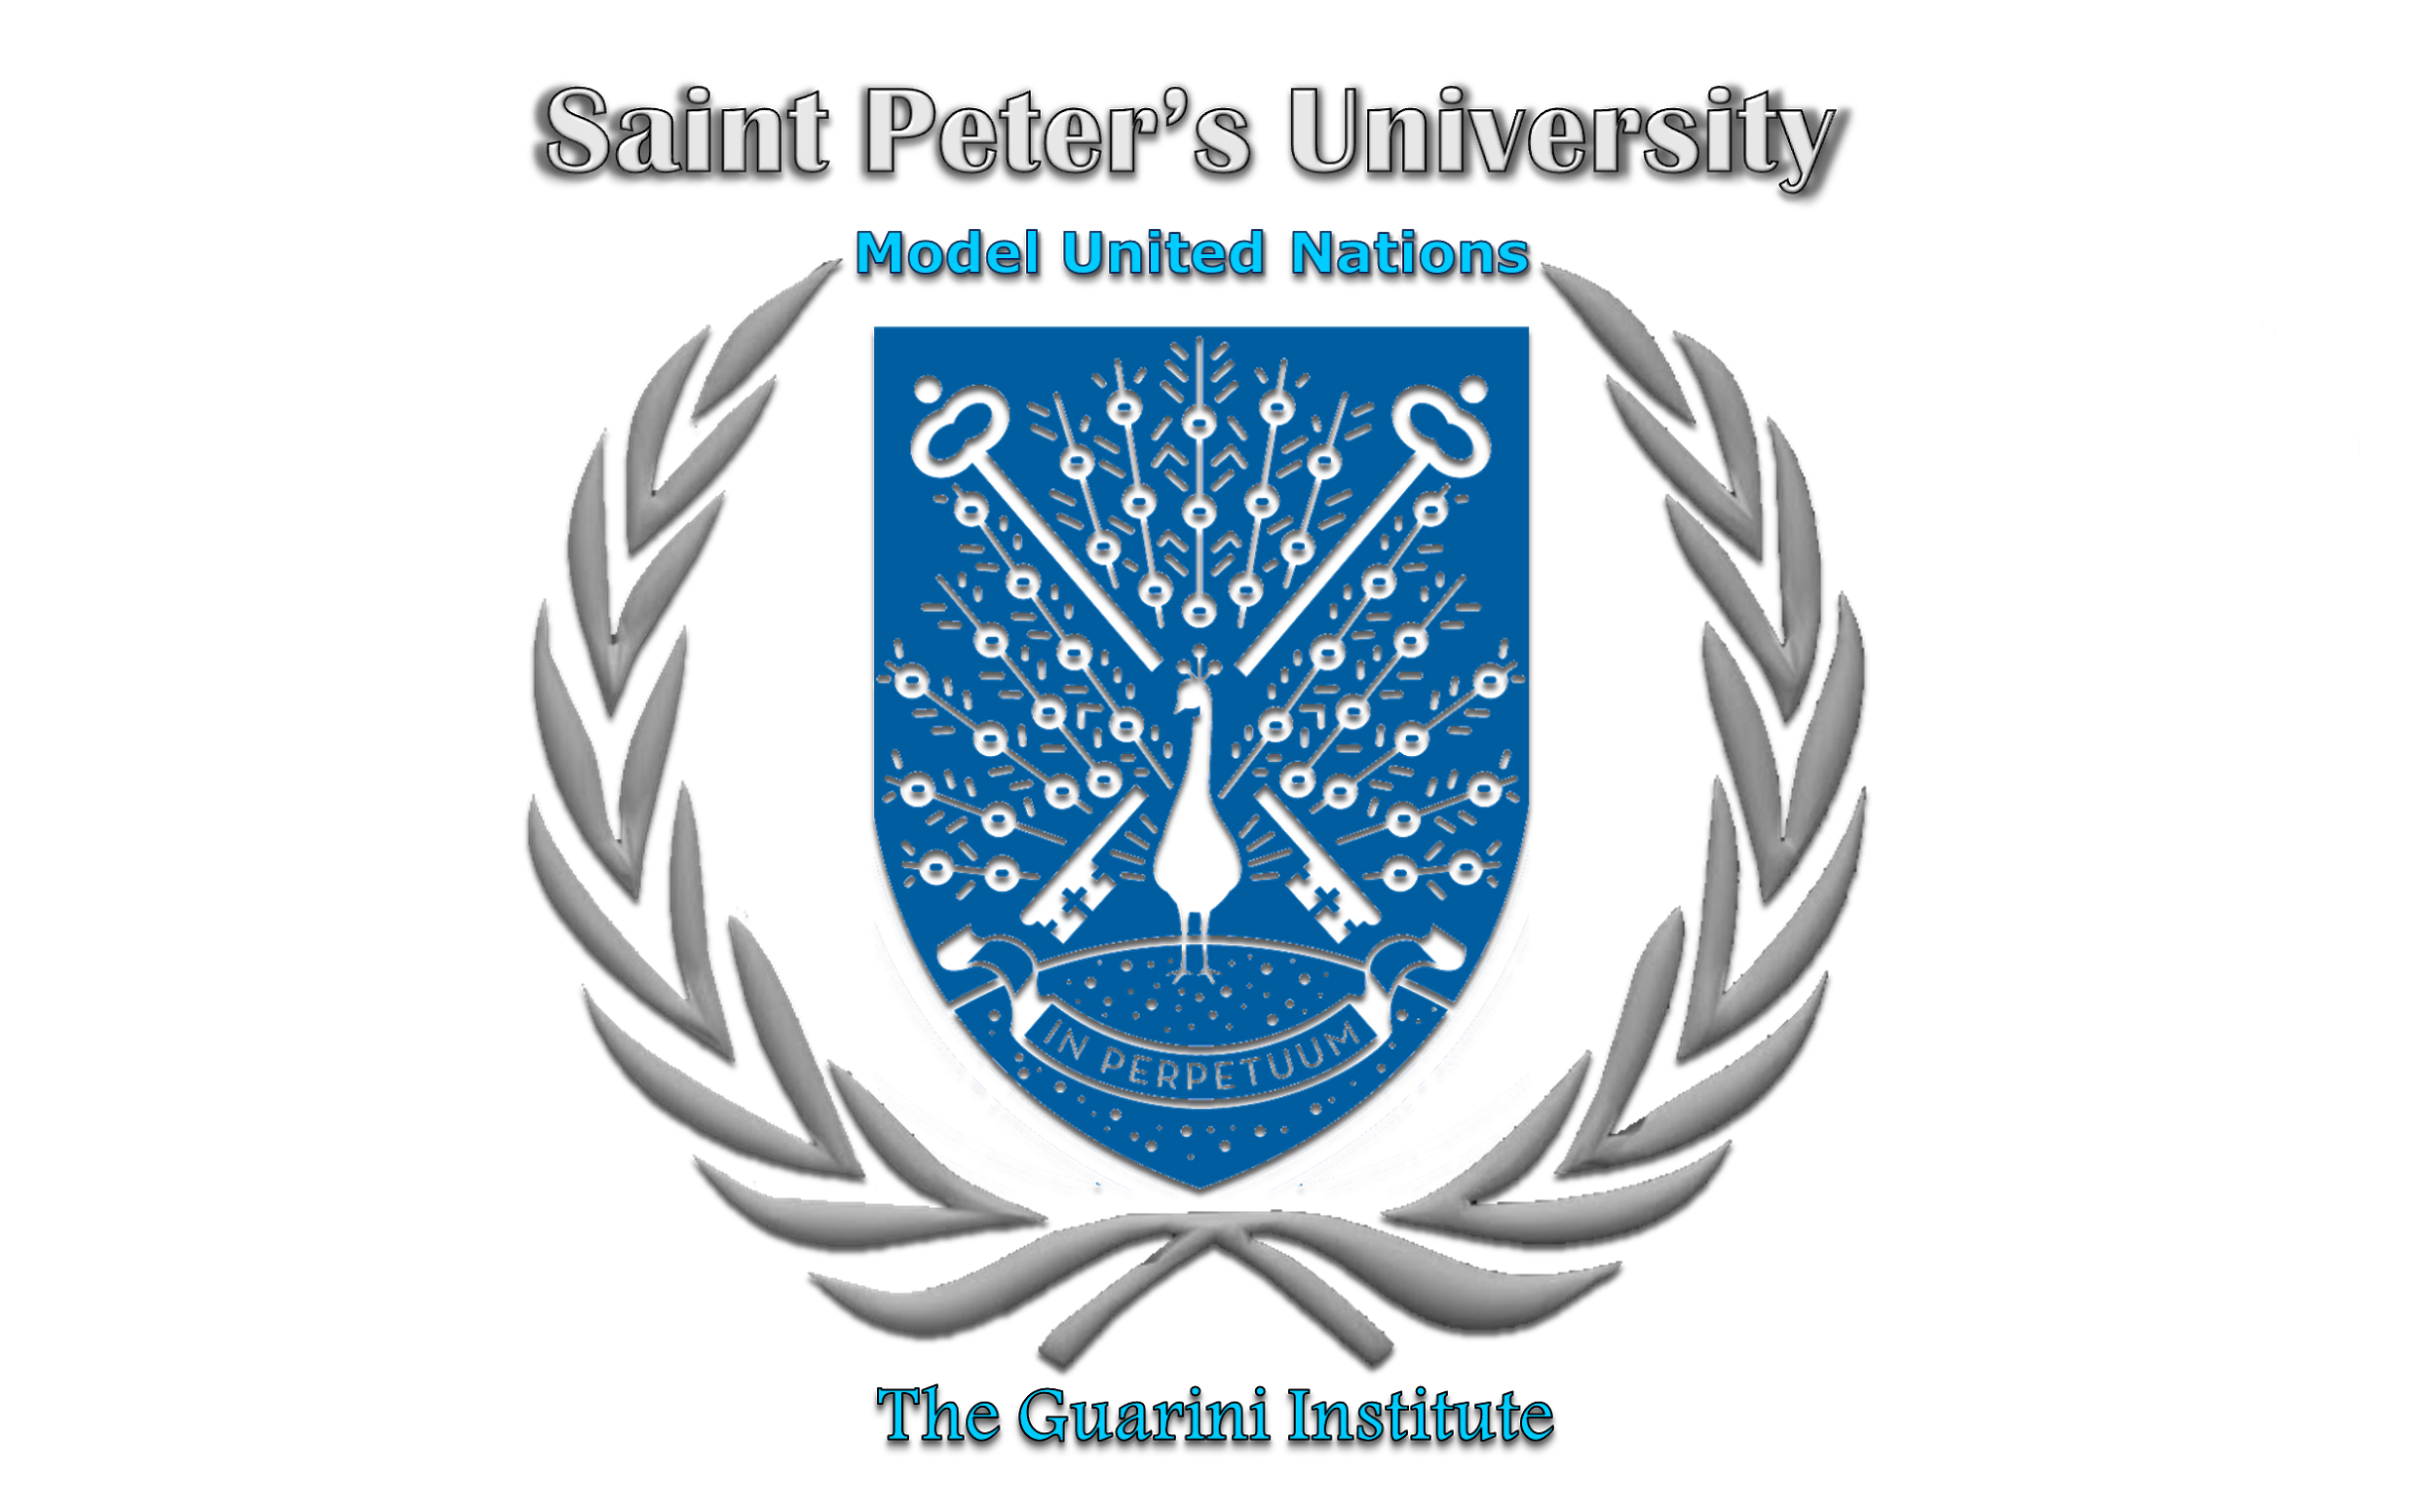 Saint Peter’s University
Model United Nations
IN PERPETUUM
The Guarini Institute